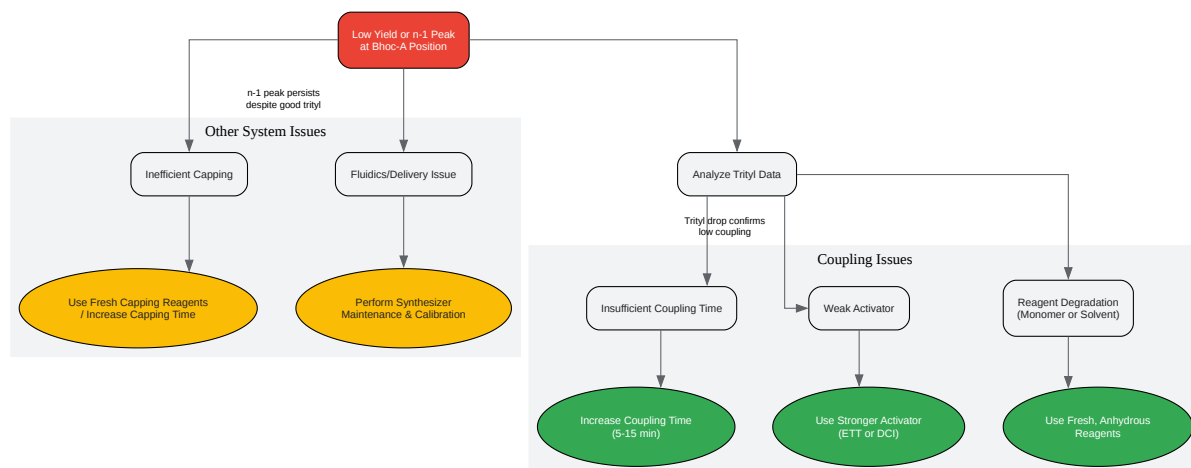 Low Yield or n-1 Peak
at Bhoc-A Position
n-1 peak persists
despite good trityl
Other System Issues
Inefficient Capping
Fluidics/Delivery Issue
Analyze Trityl Data
Trityl drop confirms
low coupling
Coupling Issues
Use Fresh Capping Reagents
/ Increase Capping Time
Perform Synthesizer
Maintenance & Calibration
Insufficient Coupling Time
Weak Activator
Reagent Degradation
(Monomer or Solvent)
Increase Coupling Time
(5-15 min)
Use Stronger Activator
(ETT or DCI)
Use Fresh, Anhydrous
Reagents